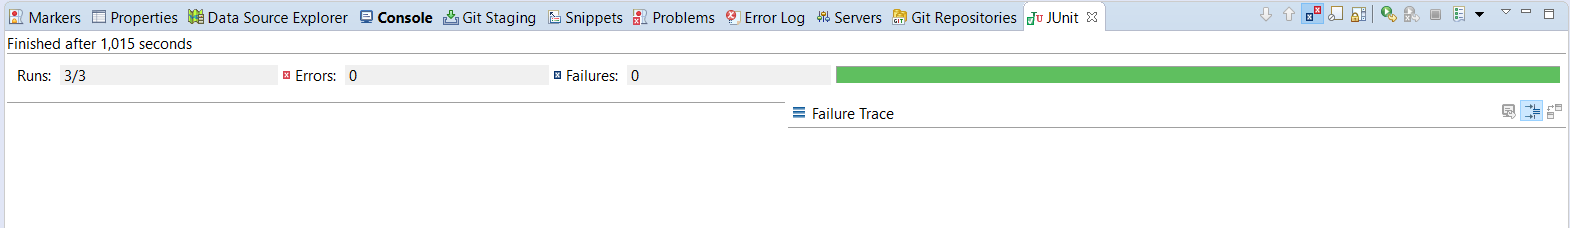 Markers Properties Data Source Explorer Console Git Staging Snippets Problems Error Log Servers Git Repositories JUnit
Finished after 1,015 seconds
Runs: 3/3 Errors: 0 Failures: 0
Failure Trace